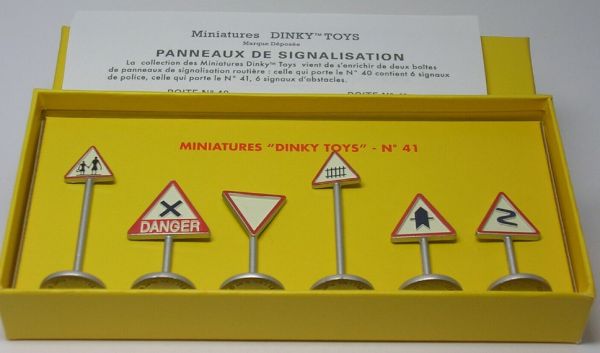 Miniatures DINKY™ TOYS
Marque Déposée
PANNEAUX DE SIGNALISATION
La collection des Miniatures Dinky™ Toys vient de s'enrichir de deux boîtes
de panneaux de signalisation routière : celle qui porte le N° 40 contient 6 signaux
de police, celle qui porte le N° 41, 6 signaux d'obstacles.
MINIATURES "DINKY TOYS" - N° 41
DANGER